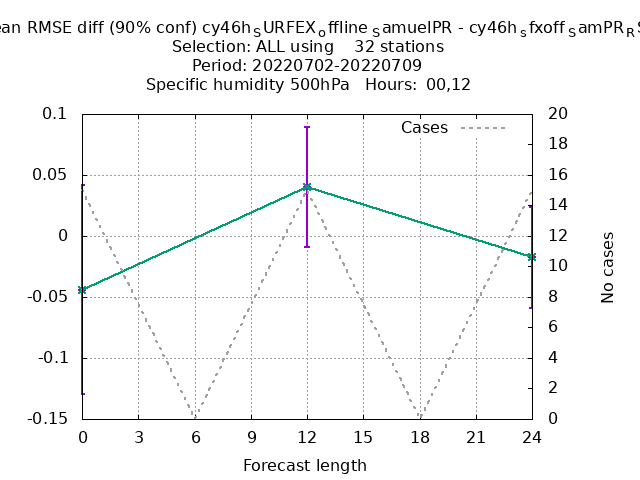 ean RMSE diff (90% conf) cy46h_SURFEX_offline_SamuelPR - cy46h_sfxoff_SamPR_RS
Selection: ALL using    32 stations
Period: 20220702-20220709
Specific humidity 500hPa   Hours:  00,12
Cases
0.1
0.05
0
-0.05
-0.1
-0.15
20
18
16
14
12
10
8
6
4
2
0
No cases
0 3 6 9 12 15 18 21 24
Forecast length